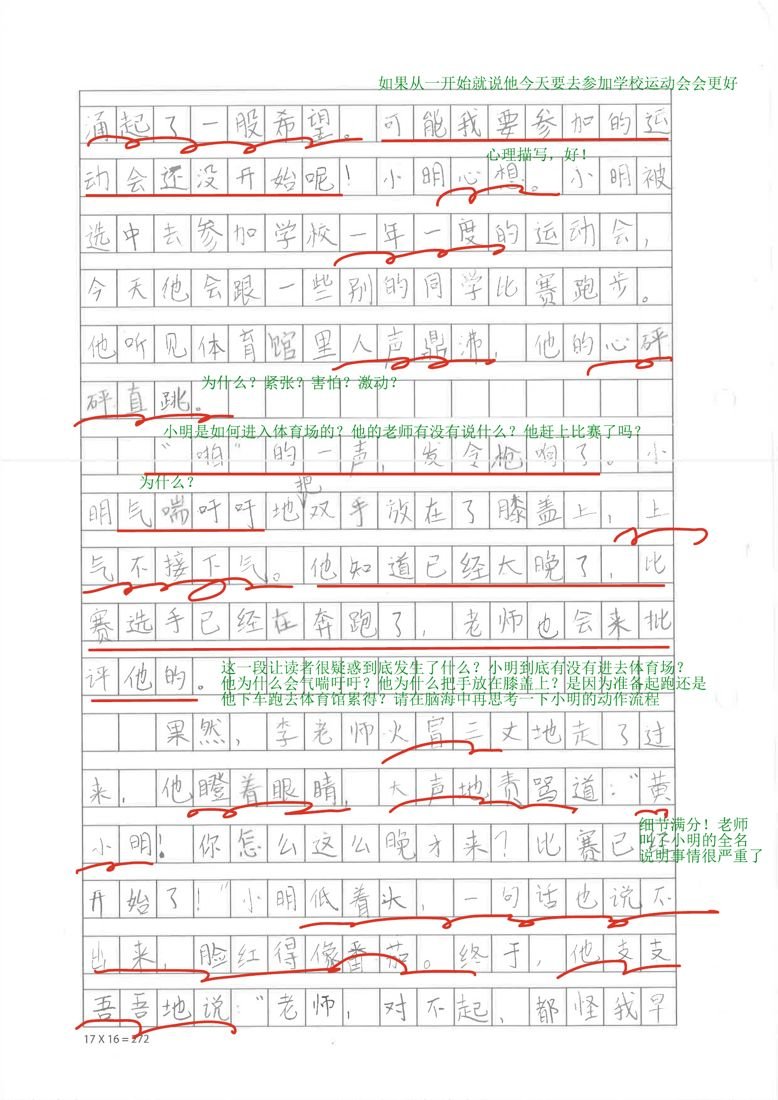 如果从一开始就说他今天要去参加学校运动会会更好
涌起了一股希望。可能我要参加的运
心理描写，好！
动会还没开始呢！小明心想。小明被
选中去参加学校一年一度的运动会，
今天他会跟一些别的同学比赛跑步。
他听见体育馆里人声鼎沸，他的心砰
为什么？紧张？害怕？激动？
砰直跳。
小明是如何进入体育场的？他的老师有没有说什么？他赶上比赛了吗？
“啪”的一声，发令枪响了。小
为什么？
把
明气喘吁吁地双手放在了膝盖上，上
气不接下气。他知道已经太晚了，比
赛选手已经在奔跑了，老师也会来批
评他的。
这一段让读者很疑惑到底发生了什么？小明到底有没有进去体育场？
他为什么会气喘吁吁？他为什么把手放在膝盖上？是因为准备起跑还是
他下车跑去体育馆累得？请在脑海中再思考一下小明的动作流程
果然，李老师火冒三丈地走了过
来，他瞪着眼睛，大声地责骂道：“黄
细节满分！老师
叫了小明的全名
说明事情很严重了
小明！你怎么这么晚才来？比赛已经
开始了！”小明低着头，一句话也说不
出来，脸红得像番茄。终于，他支支
吾吾地说：“老师，对不起，都怪我早
17 X 16 = 272